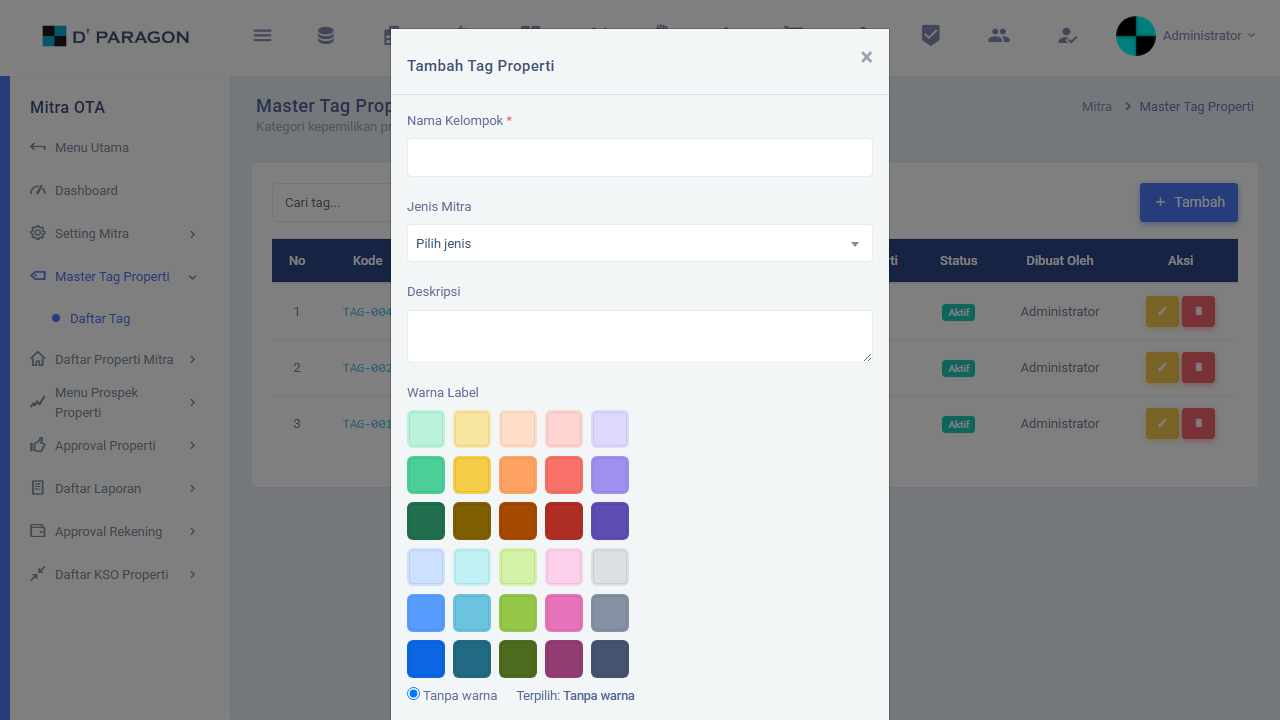 D' PARAGON
Administrator
Mitra OTA
Menu Utama
Dashboard
Setting Mitra
Master Tag Properti
Daftar Tag
Daftar Properti Mitra
Menu Prospek
Properti
Approval Properti
Daftar Laporan
Approval Rekening
Daftar KSO Properti
Master Tag Prop
Kategori kepemilikan pr
Mitra > Master Tag Properti
Cari tag...
+ Tambah
No Kode ti Status Dibuat Oleh Aksi
1 TAG-004 Aktif Administrator
2 TAG-002 Aktif Administrator
3 TAG-001 Aktif Administrator
Tambah Tag Properti
×
Nama Kelompok *
Jenis Mitra
Pilih jenis
Deskripsi
Warna Label
Tanpa warna Terpilih: Tanpa warna